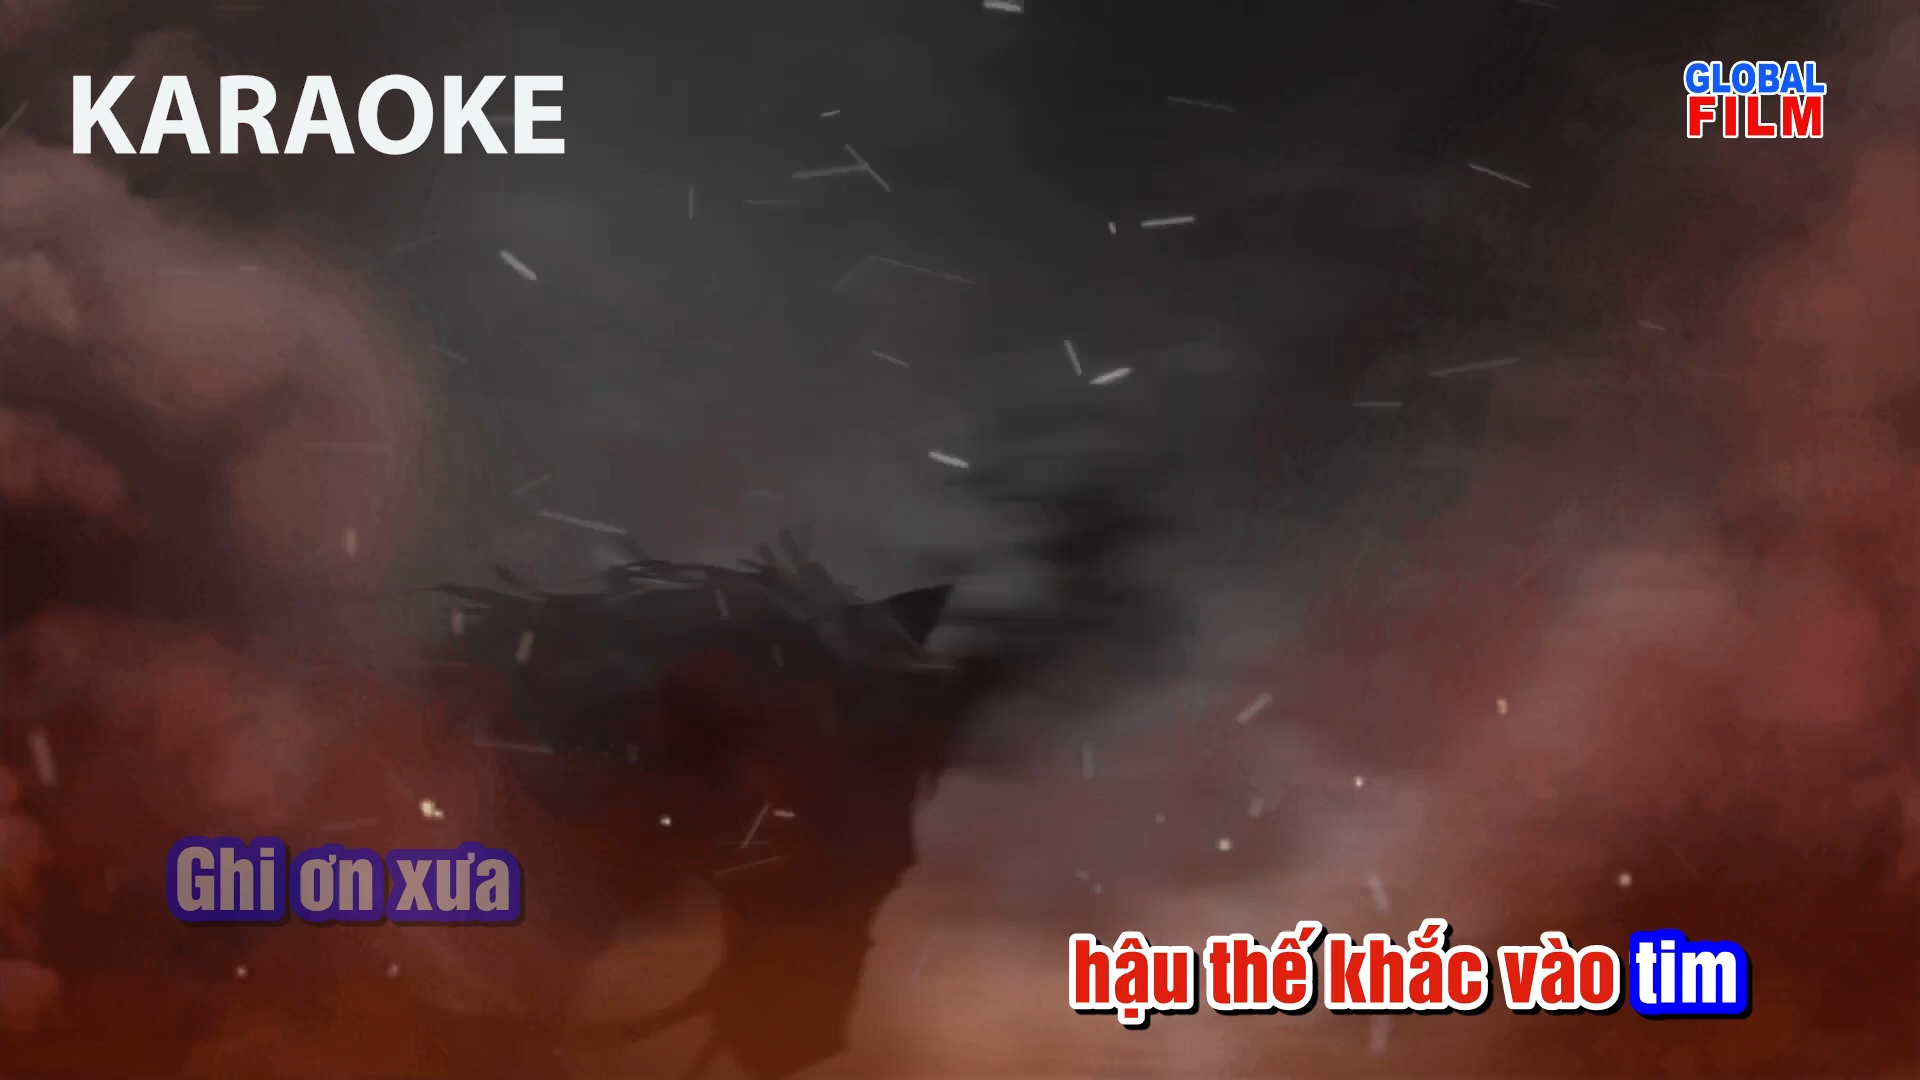 KARAOKE
GLOBAL
FILM
Ghi ơn xưa
hậu thế khắc vào tim